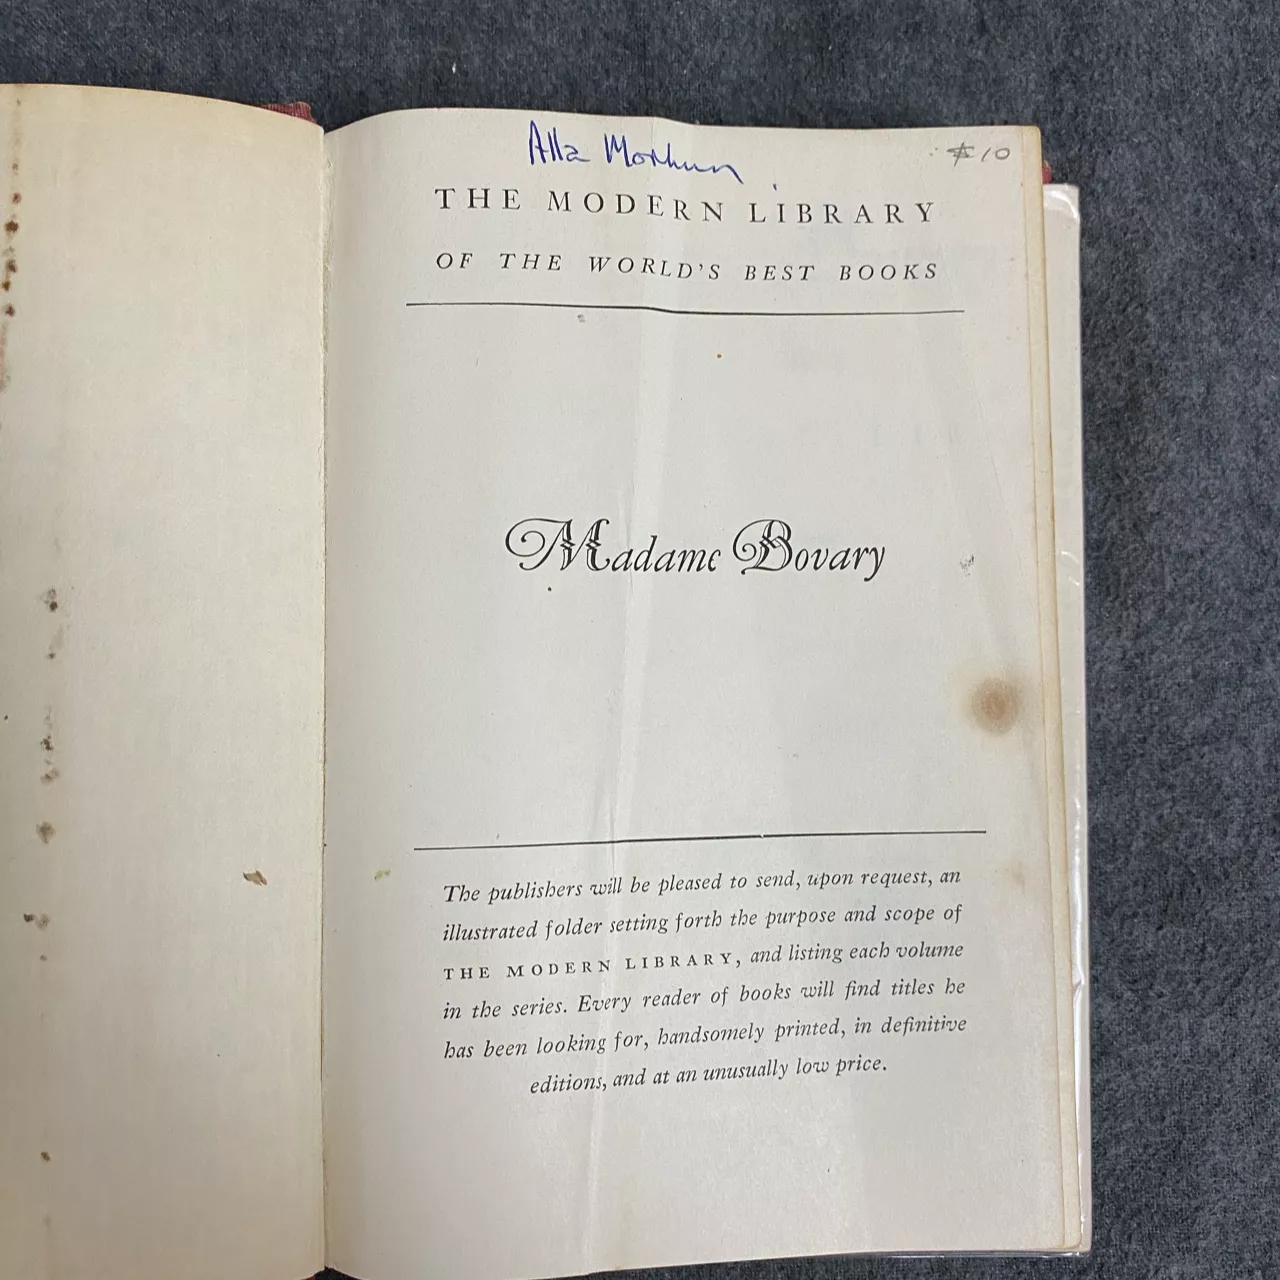 Alla
$10
THE MODERN LIBRARY
OF THE WORLD'S BEST BOOKS
Madame Bovary
The publishers will be pleased to send, upon request, an
illustrated folder setting forth the purpose and scope of
THE MODERN LIBRARY, and listing each volume
in the series. Every reader of books will find titles he
has been looking for, handsomely printed, in definitive
editions, and at an unusually low price.